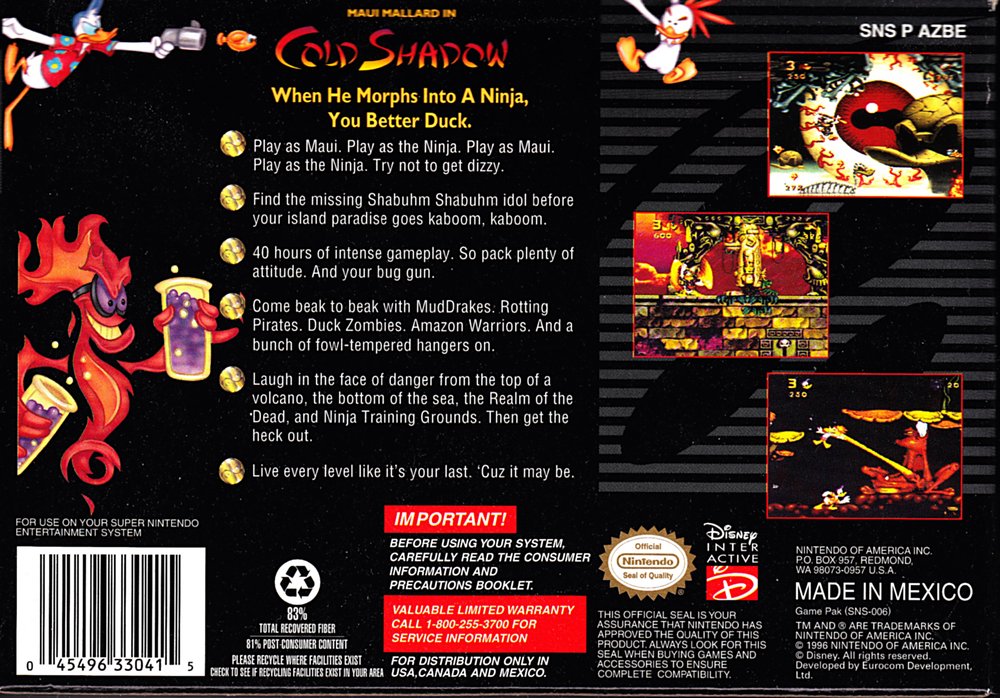 MAUI MALLARD IN
COLD SHADOW
When He Morphs Into A Ninja,
You Better Duck.
Play as Maui. Play as the Ninja. Play as Maui.
Play as the Ninja. Try not to get dizzy.
Find the missing Shabuhm Shabuhm idol before
your island paradise goes kaboom, kaboom.
40 hours of intense gameplay. So pack plenty of
attitude. And your bug gun.
Come beak to beak with MudDrakes. Rotting
Pirates. Duck Zombies. Amazon Warriors. And a
bunch of fowl-tempered hangers on.
Laugh in the face of danger from the top of a
volcano, the bottom of the sea, the Realm of the
Dead, and Ninja Training Grounds. Then get the
heck out.
Live every level like it's your last. 'Cuz it may be.
SNS P AZBE
3
250
272
3
600
3
250
20
FOR USE ON YOUR SUPER NINTENDO
ENTERTAINMENT SYSTEM
0 45496 33041 5
83%
TOTAL RECOVERED FIBER
81% POST-CONSUMER CONTENT
PLEASE RECYCLE WHERE FACILITIES EXIST
CHECK TO SEE IF RECYCLING FACILITIES EXIST IN YOUR AREA
IMPORTANT!
BEFORE USING YOUR SYSTEM,
CAREFULLY READ THE CONSUMER
INFORMATION AND
PRECAUTIONS BOOKLET.
VALUABLE LIMITED WARRANTY
CALL 1-800-255-3700 FOR
SERVICE INFORMATION
FOR DISTRIBUTION ONLY IN
USA,CANADA AND MEXICO.
Official
Nintendo
Seal of Quality
®
THIS OFFICIAL SEAL IS YOUR
ASSURANCE THAT NINTENDO HAS
APPROVED THE QUALITY OF THIS
PRODUCT. ALWAYS LOOK FOR THIS
SEAL WHEN BUYING GAMES AND
ACCESSORIES TO ENSURE
COMPLETE COMPATIBILITY.
DISNEY
INTER
ACTIVE
D
NINTENDO OF AMERICA INC.
P.O. BOX 957, REDMOND,
WA 98073-0957 U.S.A.
MADE IN MEXICO
Game Pak (SNS-006)
TM AND ® ARE TRADEMARKS OF
NINTENDO OF AMERICA INC.
© 1996 NINTENDO OF AMERICA INC.
© Disney. All rights reserved.
Developed by Eurocom Development,
Ltd.